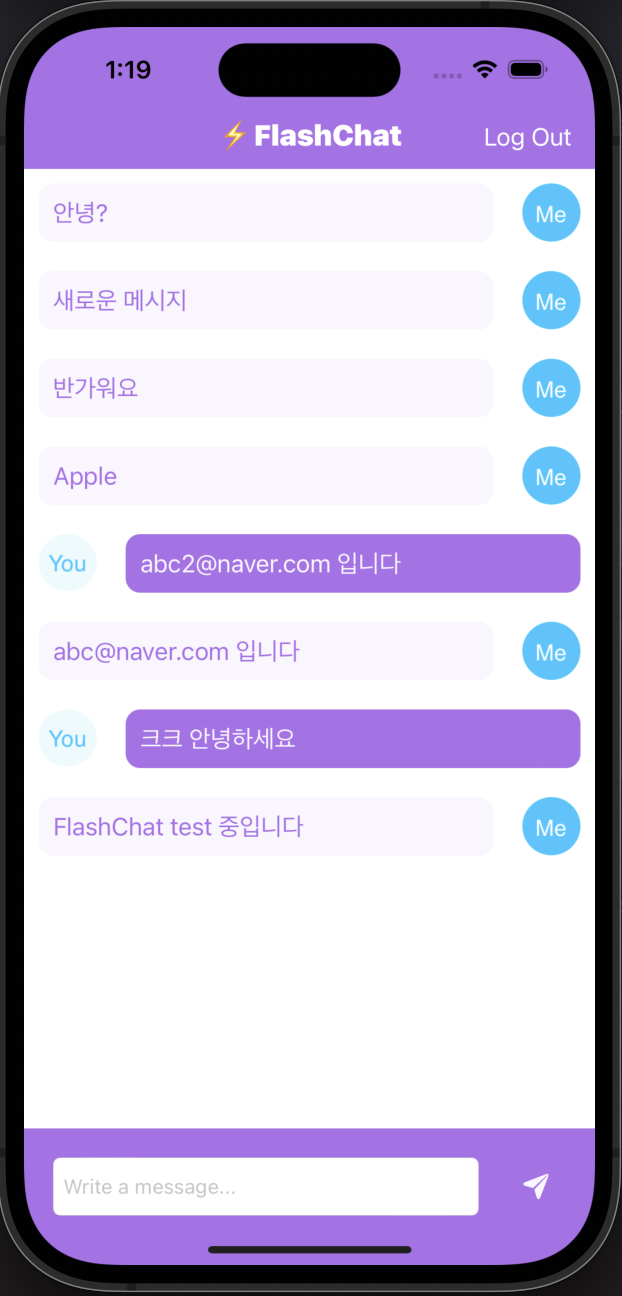 1:19
⚡️FlashChat
Log Out
안녕?
Me
새로운 메시지
Me
반가워요
Me
Apple
Me
You
abc2@naver.com 입니다
abc@naver.com 입니다
Me
You
크크 안녕하세요
FlashChat test 중입니다
Me
Write a message...